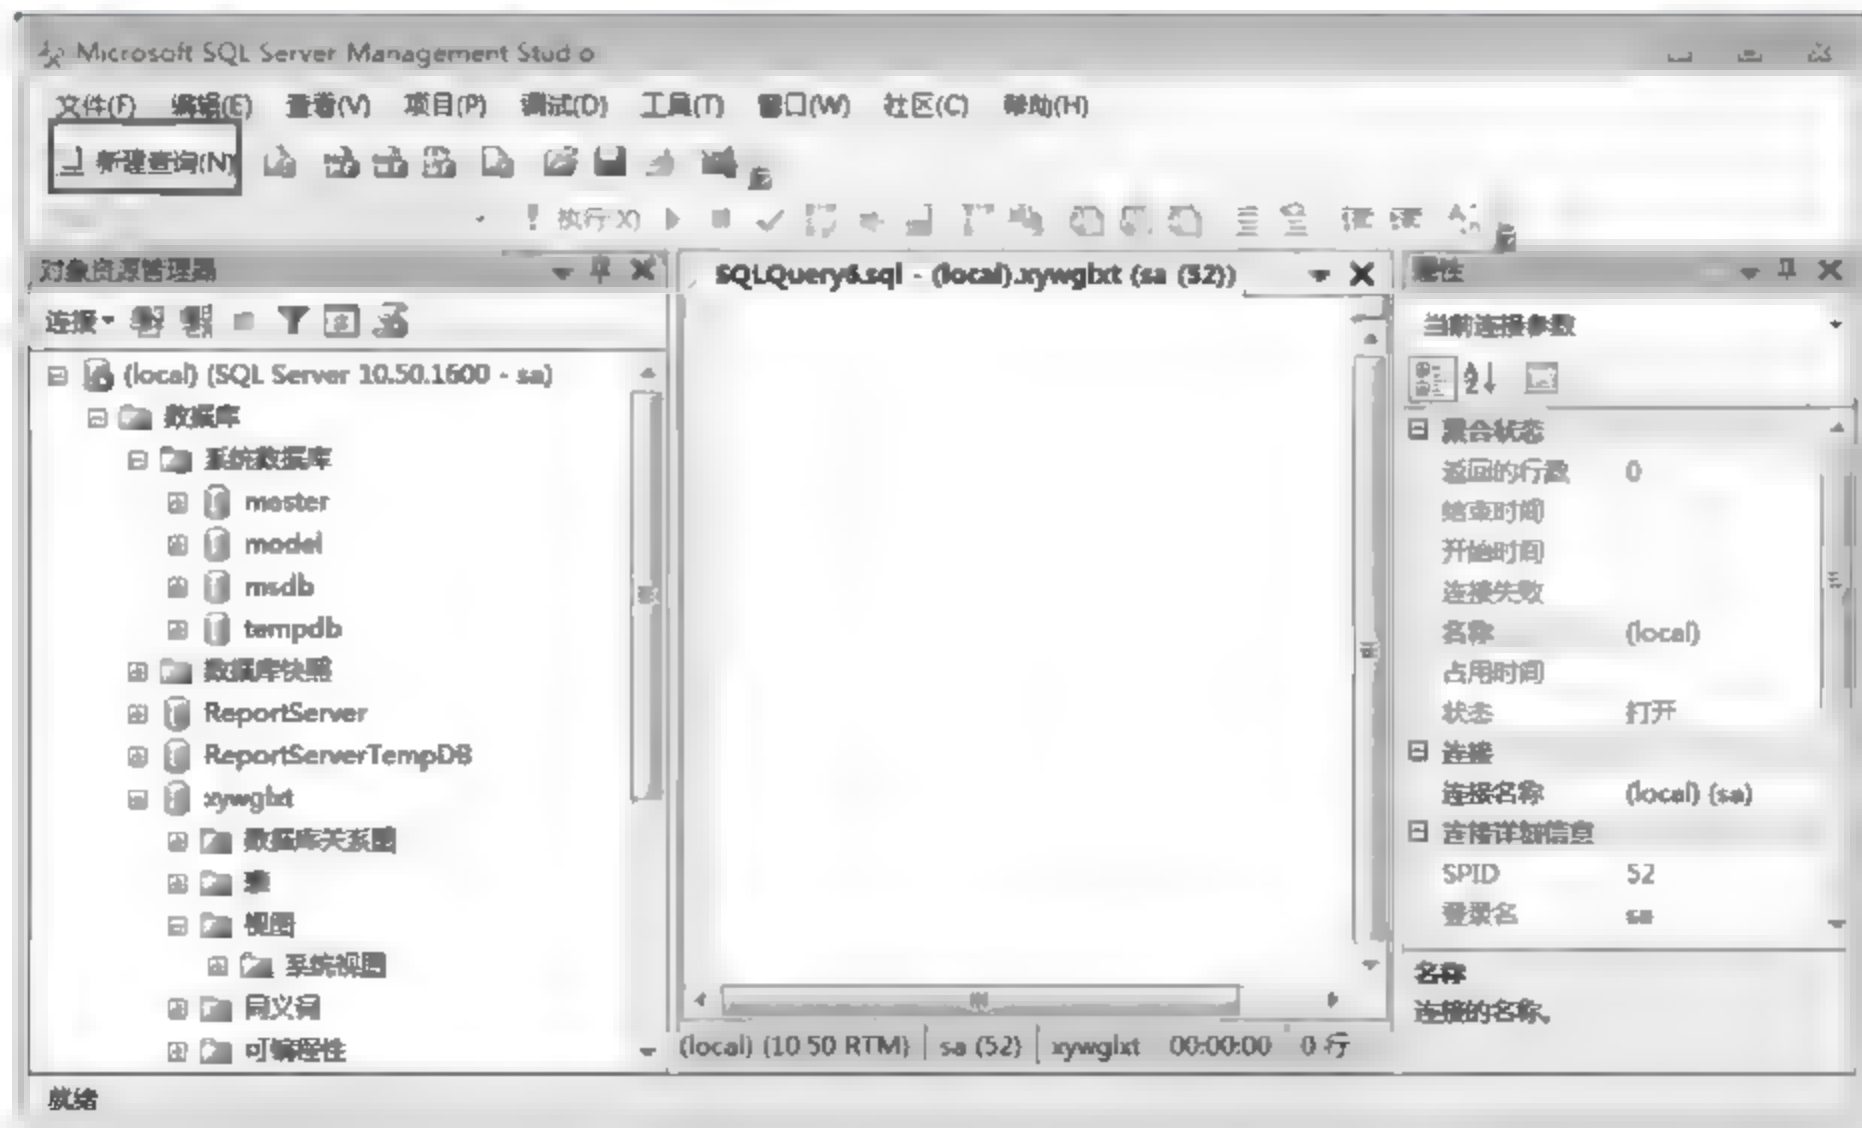 Microsoft SQL Server Management Studio
文件(F) 编辑(E) 查看(V) 项目(P) 调试(D) 工具(T) 窗口(W) 社区(C) 帮助(H)
新建查询(N)
执行(X)
对象资源管理器
连接
(local) (SQL Server 10.50.1600 - sa)
数据库
系统数据库
master
model
msdb
tempdb
数据库快照
ReportServer
ReportServerTempDB
xywglxt
数据库关系图
表
视图
系统视图
同义词
可编程性
SQLQuery6.sql - (local).xywglxt (sa (52))
(local) (10.50 RTM) sa (52) xywglxt 00:00:00 0 行
属性
当前连接参数
聚合状态
返回的行数 0
结束时间
开始时间
连接失败
名称 (local)
占用时间
状态 打开
连接
连接名称 (local) (sa)
连接详细信息
SPID 52
登录名 sa
名称
连接的名称。
就绪